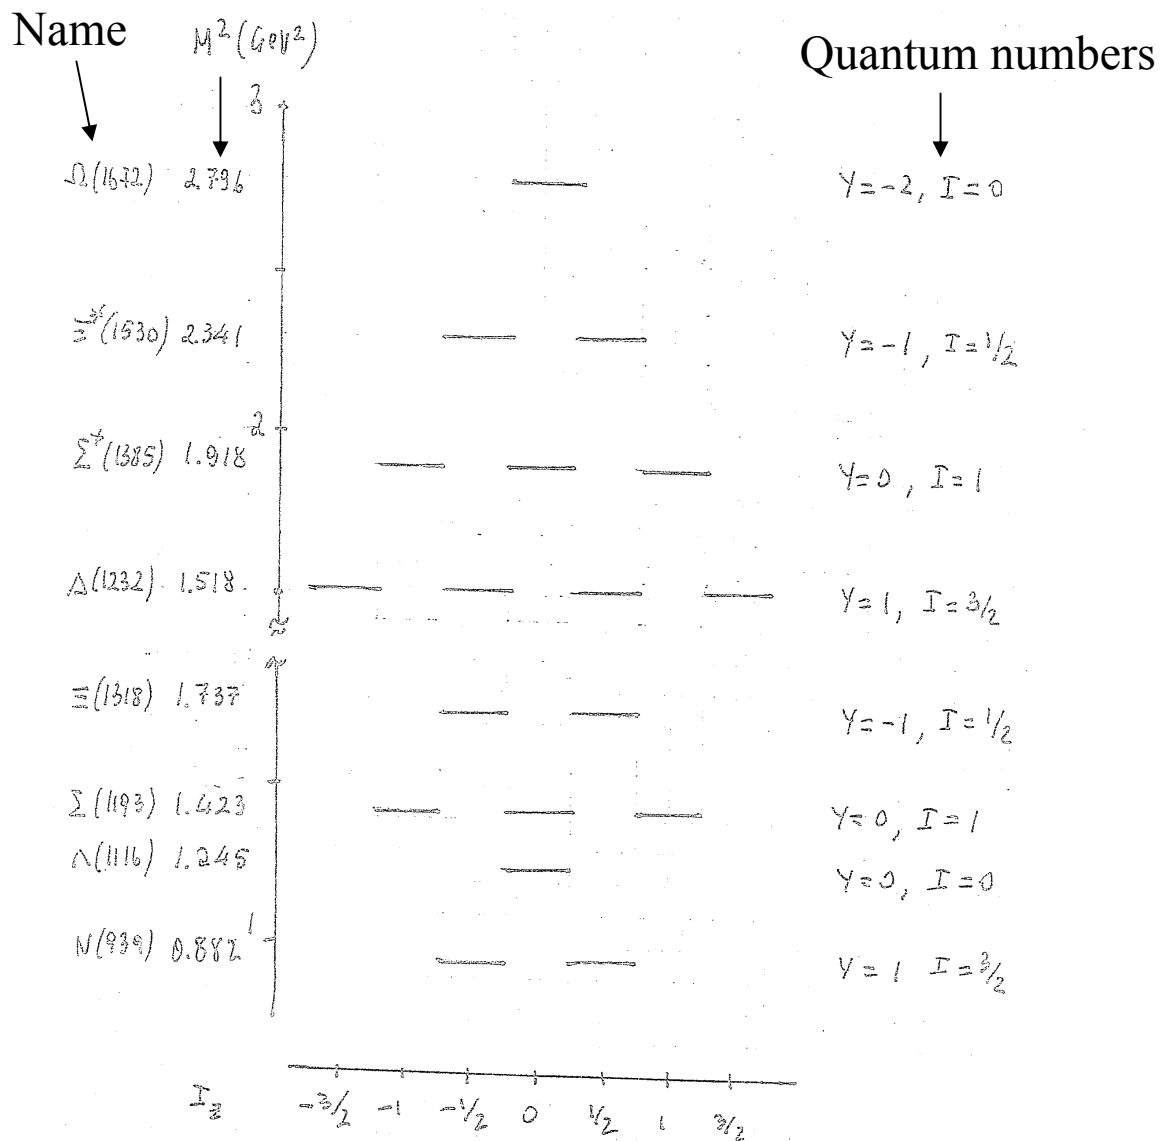 Name M²(GeV²) Quantum numbers
3
Ω(1672) 2.796 Y=-2, I=0
Ξ*(1530) 2.341 Y=-1, I=1/2
2
Σ*(1385) 1.918 Y=0, I=1
Δ(1232) 1.518 Y=1, I=3/2
Ξ(1318) 1.737 Y=-1, I=1/2
Σ(1193) 1.423 Y=0, I=1
Λ(1116) 1.245 Y=0, I=0
1
N(939) 0.882 Y=1 I=3/2
I_z -3/2 -1 -1/2 0 1/2 1 3/2